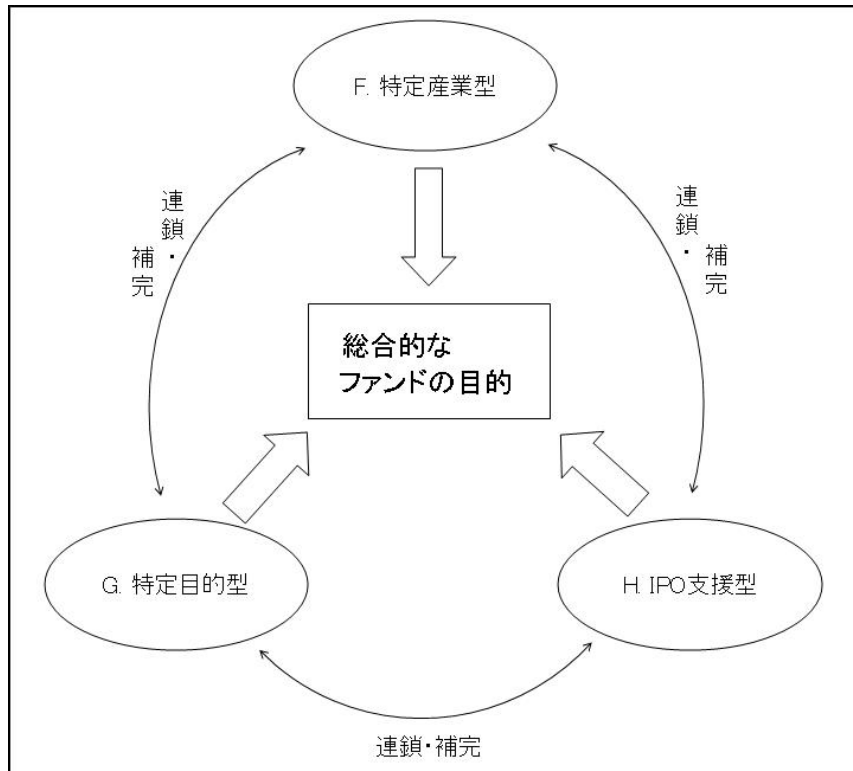 F. 特定産業型
連鎖・補完
連鎖・補完
総合的な
ファンドの目的
G. 特定目的型
H. IPO支援型
連鎖・補完